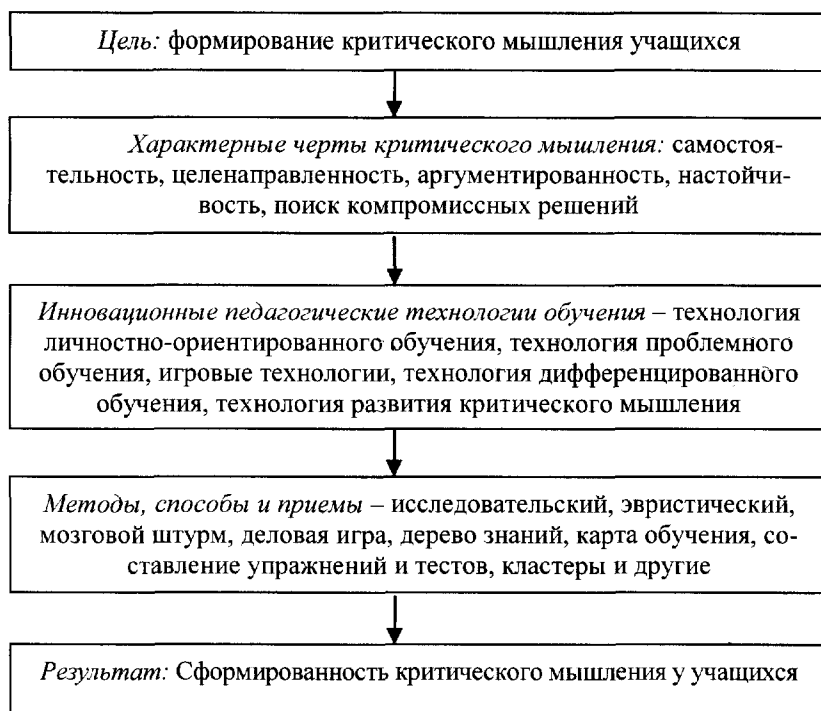 Цель: формирование критического мышления учащихся
Характерные черты критического мышления: самостоя-
тельность, целенаправленность, аргументированность, настойчи-
вость, поиск компромиссных решений
Инновационные педагогические технологии обучения – технология
личностно-ориентированного обучения, технология проблемного
обучения, игровые технологии, технология дифференцированного
обучения, технология развития критического мышления
Методы, способы и приемы – исследовательский, эвристический,
мозговой штурм, деловая игра, дерево знаний, карта обучения, со-
ставление упражнений и тестов, кластеры и другие
Результат: Сформированность критического мышления у учащихся